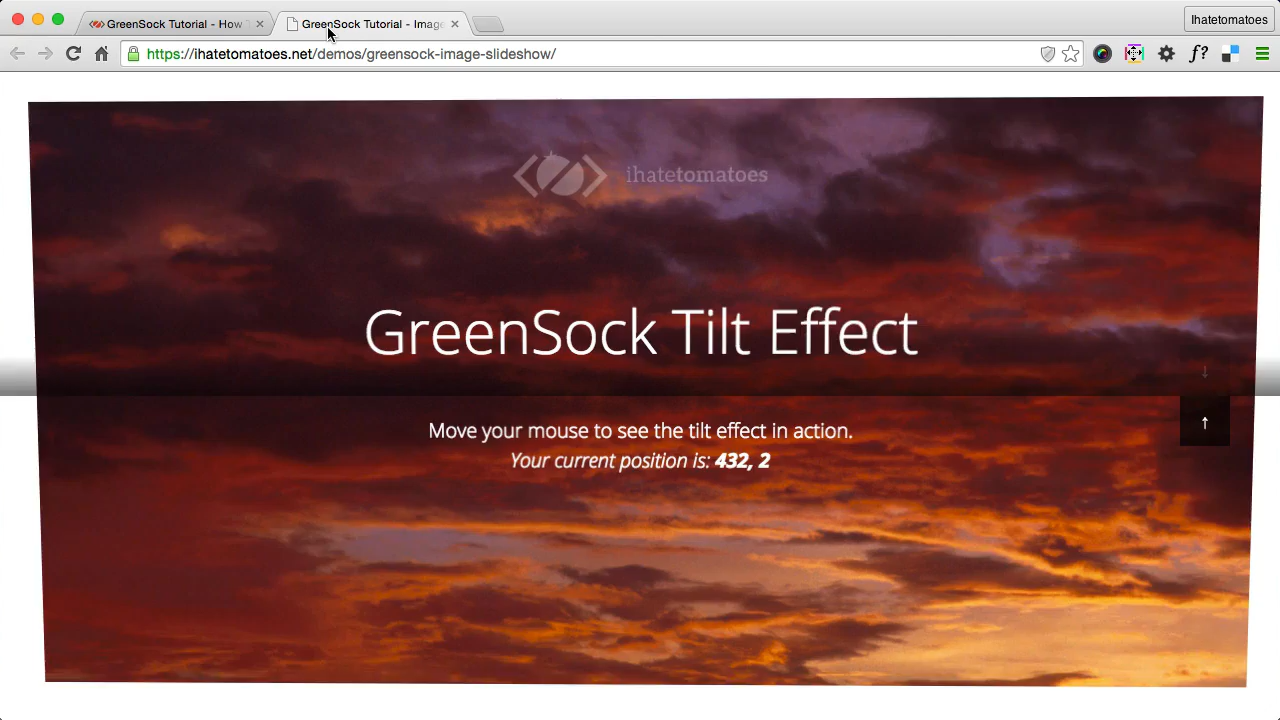 GreenSock Tutorial - How
GreenSock Tutorial - Image
Ihatetomatoes
https://ihatetomatoes.net/demos/greensock-image-slideshow/
f?
ihatetomatoes
GreenSock Tilt Effect
↓
↑
Move your mouse to see the tilt effect in action.
Your current position is: 432, 2